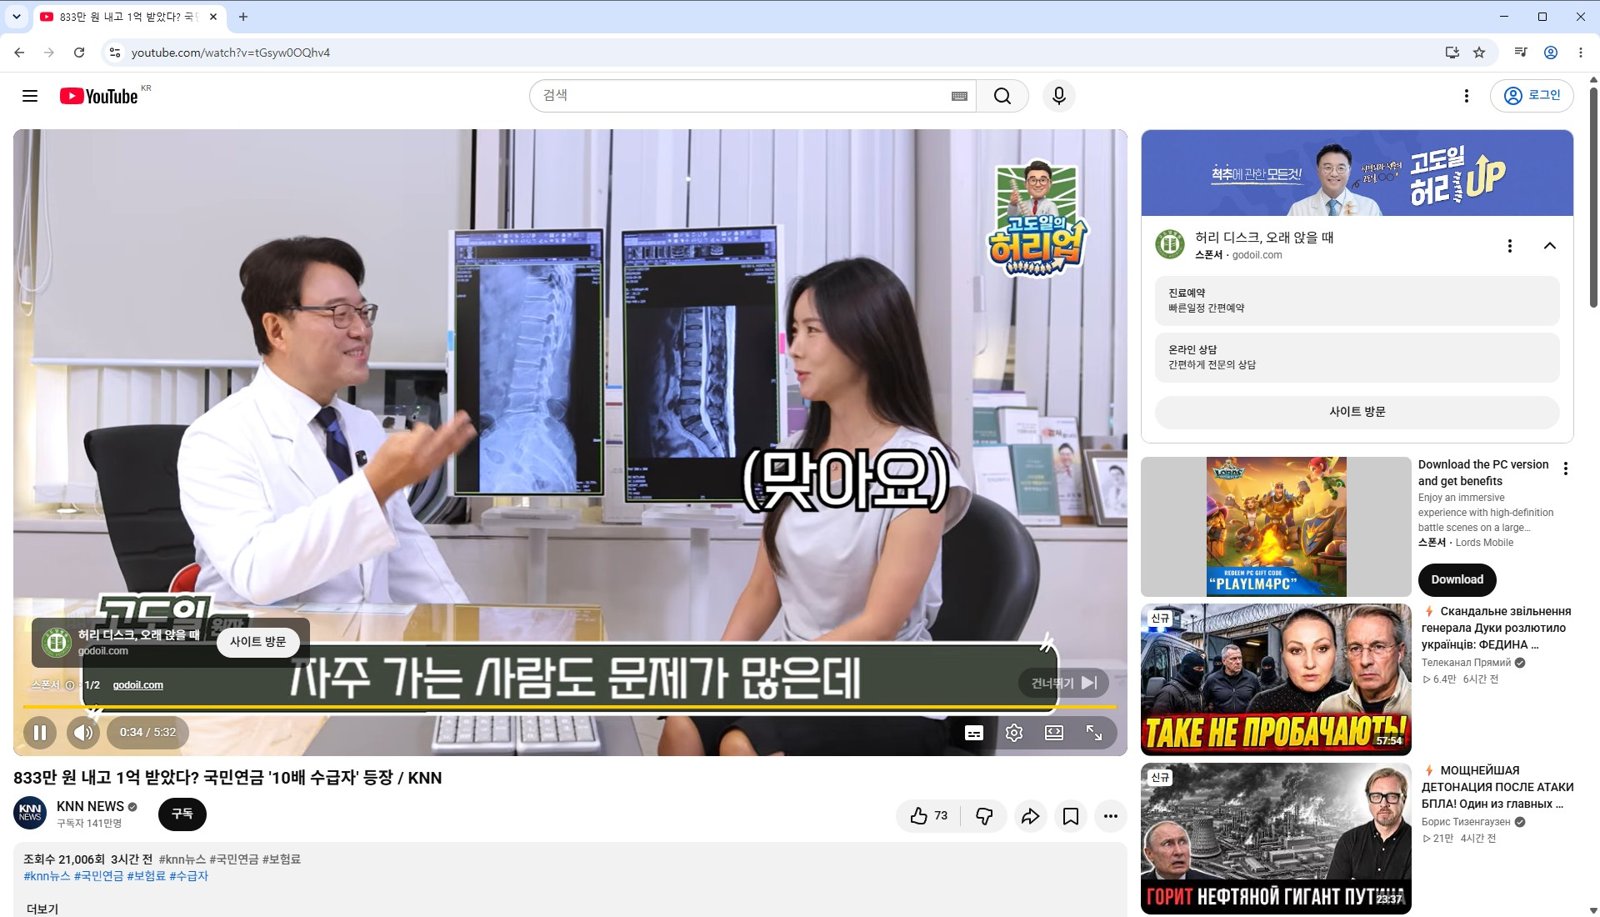 833만 원 내고 1억 받았다? 국민
youtube.com/watch?v=tGsyw0OQhv4
YouTube KR
검색
로그인
고도일의
허리업
(맞아요)
고도일
허리 디스크, 오래 앉을 때
godoil.com
사이트 방문
자주 가는 사람도 문제가 많은데
스폰서 · 1/2 godoil.com
건너뛰기
0:34 / 5:32
833만 원 내고 1억 받았다? 국민연금 '10배 수급자' 등장 / KNN
KNN NEWS
KNN NEWS
구독자 141만명
구독
73
조회수 21,006회 3시간 전 #knn뉴스 #국민연금 #보험료
#knn뉴스 #국민연금 #보험료 #수급자
더보기
척추에 관한 모든것!
고도일
허리 UP
허리 디스크, 오래 앉을 때
스폰서 · godoil.com
진료예약
빠른일정 간편예약
온라인 상담
간편하게 전문의 상담
사이트 방문
LORDS
REDEEM PC GIFT CODE
"PLAYLM4PC"
Download the PC version
and get benefits
Enjoy an immersive
experience with high-definition
battle scenes on a large...
스폰서 · Lords Mobile
Download
신규
TAKE НЕ ПРОБАЧАЮТЬ!
57:54
Скандальне звільнення
генерала Дуки розлютило
українців: ФЕДИНА ...
Телеканал Прямий
6.4만 6시간 전
신규
ГОРИТ НЕФТЯНОЙ ГИГАНТ ПУТИНА
23:37
МОЩНЕЙШАЯ
ДЕТОНАЦИЯ ПОСЛЕ АТАКИ
БПЛА! Один из главных ...
Борис Тизенгаузен
21만 4시간 전